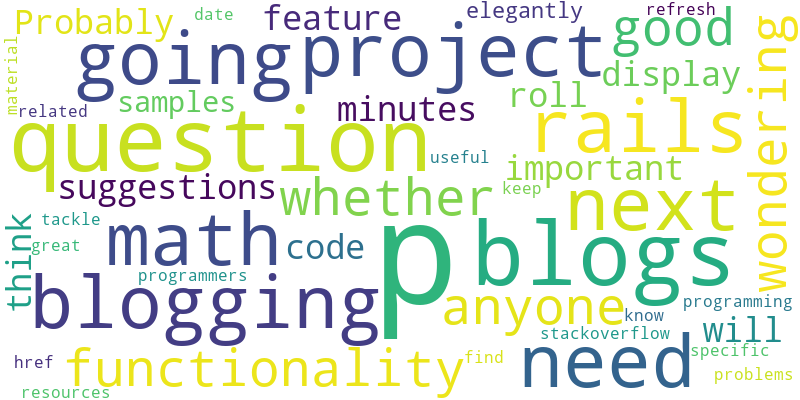 Probably
date
feature
elegantly
refresh
going
project
good
wondering
material
related
samples
minutes
roll
display
question
useful
rails
suggestions
whether
important
keep
next
think
tackle
great
math
code
p
blogs
programmers
blogging
anyone
know
programming
stackoverflow
will
href
functionality
find
need
specific
problems
resources